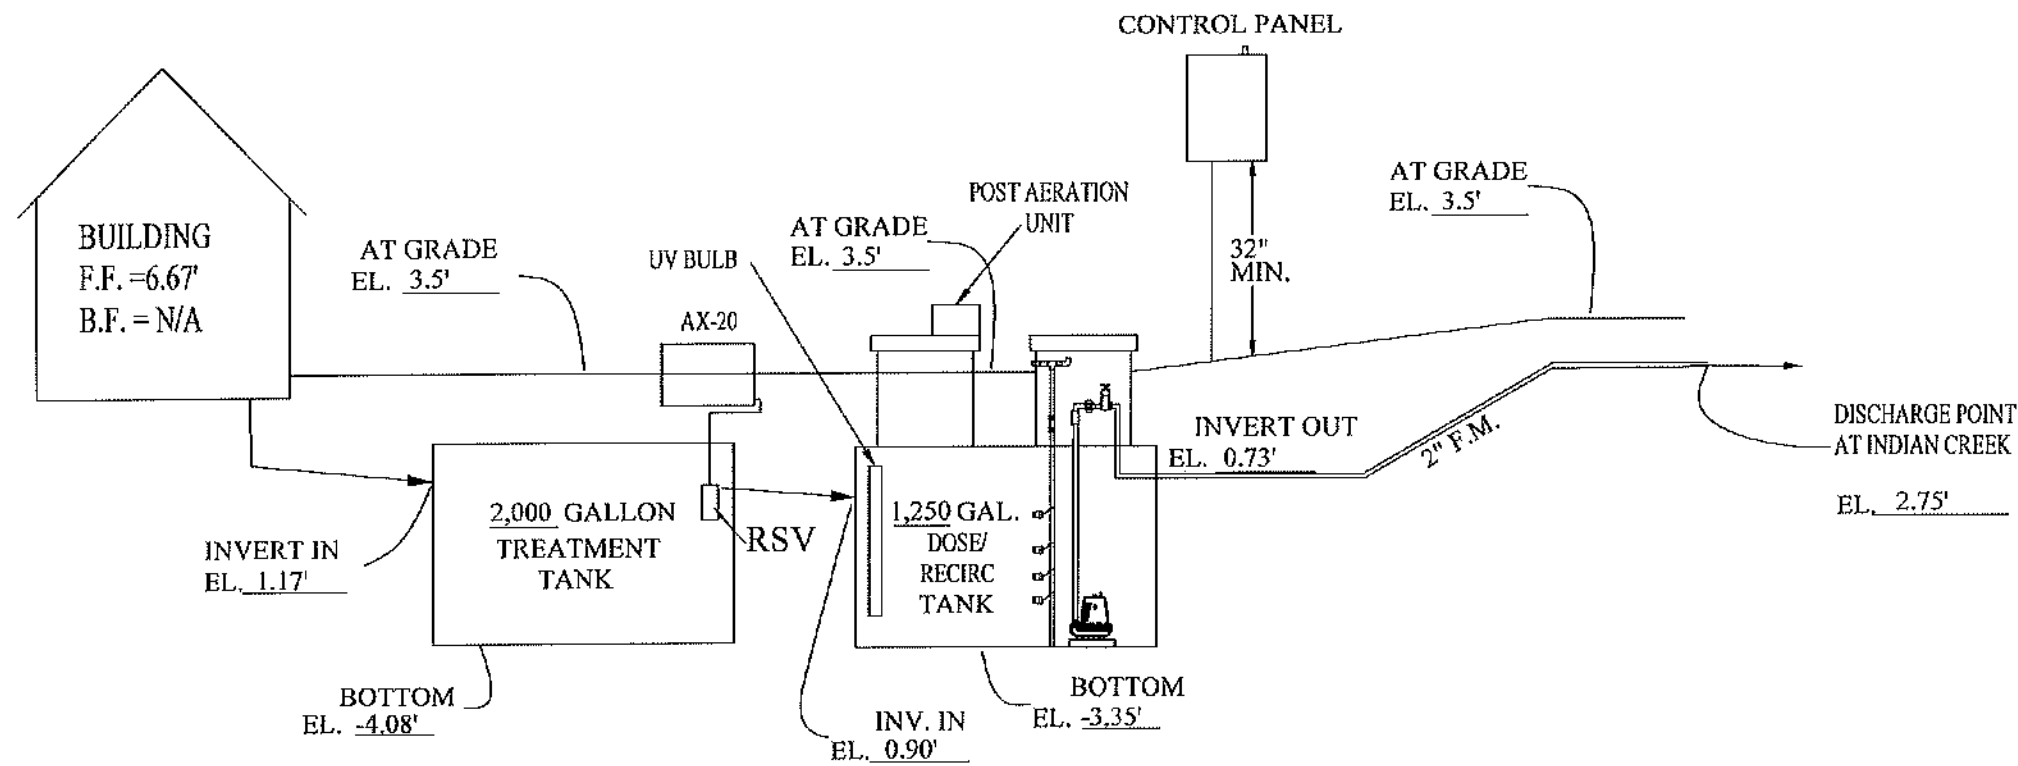 CONTROL PANEL
BUILDING
F.F. =6.67'
B.F. = N/A
AT GRADE
EL. 3.5'
AX-20
UV BULB
AT GRADE
EL. 3.5'
POST AERATION
UNIT
32"
MIN.
AT GRADE
EL. 3.5'
INVERT IN
EL. 1.17'
2,000 GALLON
TREATMENT
TANK
RSV
BOTTOM
EL. -4.08'
1,250 GAL.
DOSE/
RECIRC
TANK
INV. IN
EL. 0.90'
BOTTOM
EL. -3.35'
INVERT OUT
EL. 0.73'
2" F.M.
DISCHARGE POINT
AT INDIAN CREEK
EL. 2.75'